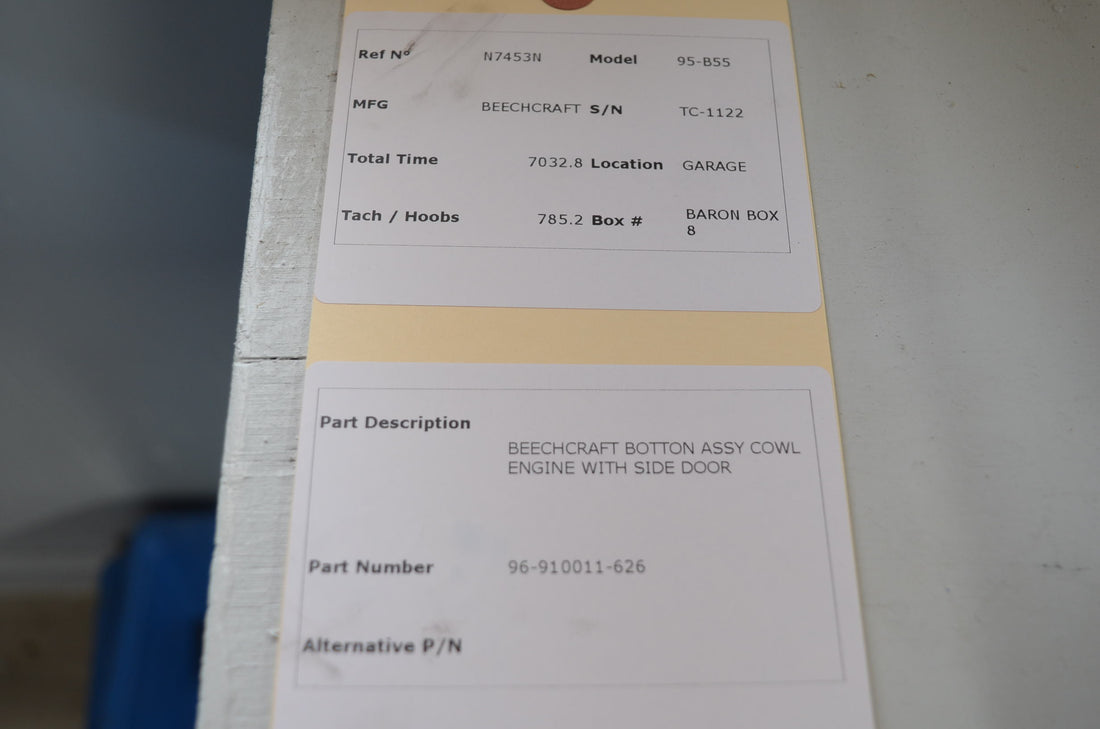 Ref Nº N7453N Model 95-B55
MFG BEECHCRAFT S/N TC-1122
Total Time 7032.8 Location GARAGE
Tach / Hoobs 785.2 Box # BARON BOX
8
Part Description
BEECHCRAFT BOTTON ASSY COWL
ENGINE WITH SIDE DOOR
Part Number 96-910011-626
Alternative P/N